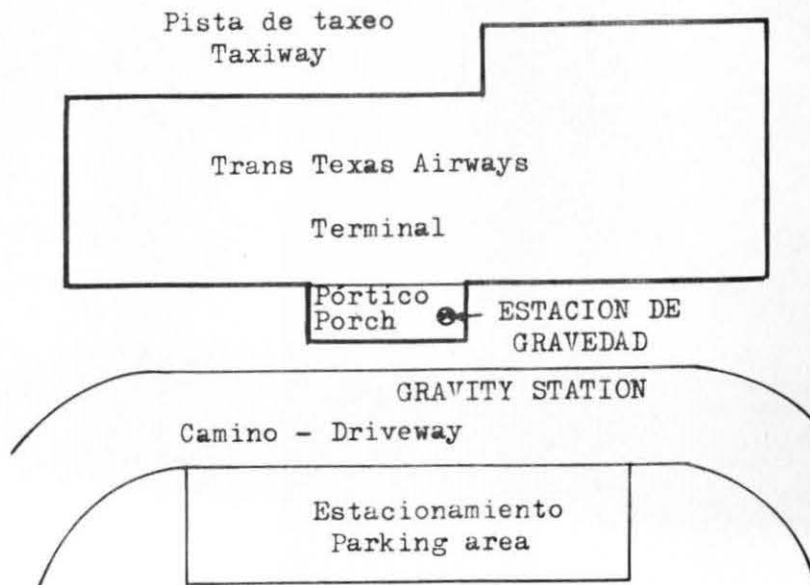 Pista de taxeo
Taxiway
Trans Texas Airways
Terminal
Pórtico
Porch
ESTACION DE
GRAVEDAD
GRAVITY STATION
Camino - Driveway
Estacionamiento
Parking area